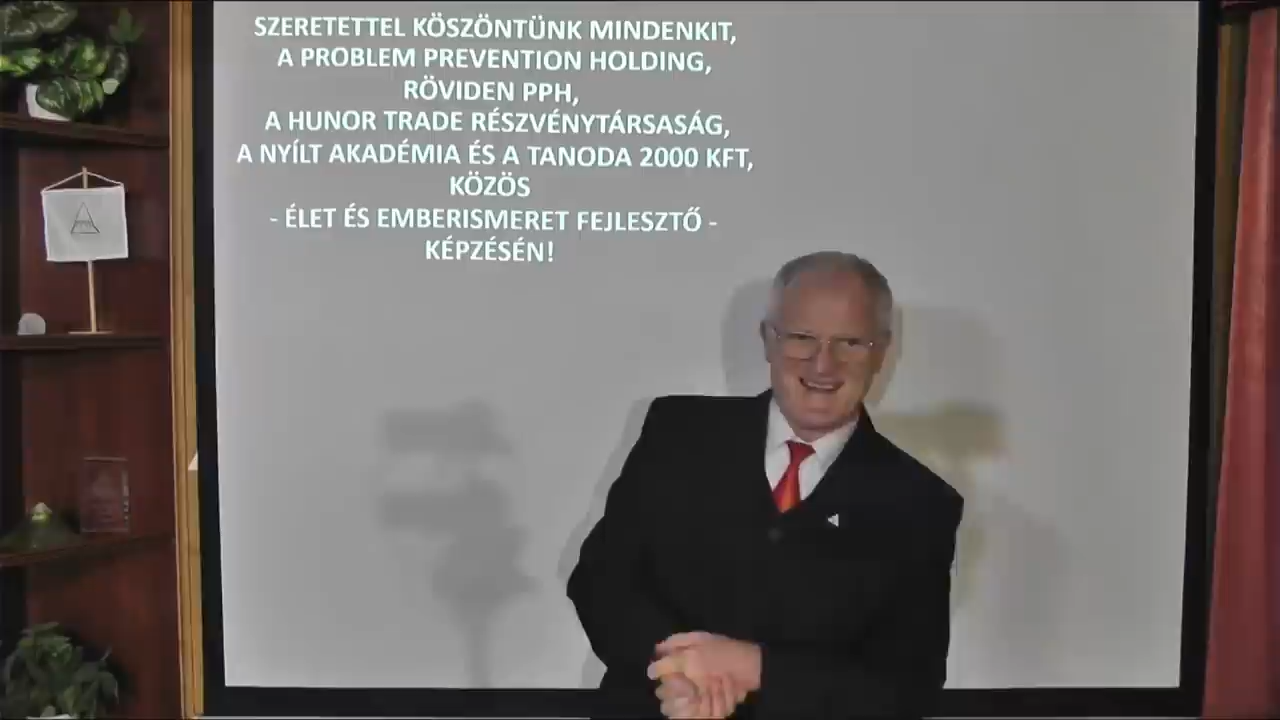 SZERETETTEL KÖSZÖNTÜNK MINDENKIT,
A PROBLEM PREVENTION HOLDING,
RÖVIDEN PPH,
A HUNOR TRADE RÉSZVÉNYTÁRSASÁG,
A NYÍLT AKADÉMIA ÉS A TANODA 2000 KFT,
KÖZÖS
- ÉLET ÉS EMBERISMERET FEJLESZTŐ -
KÉPZÉSÉN!